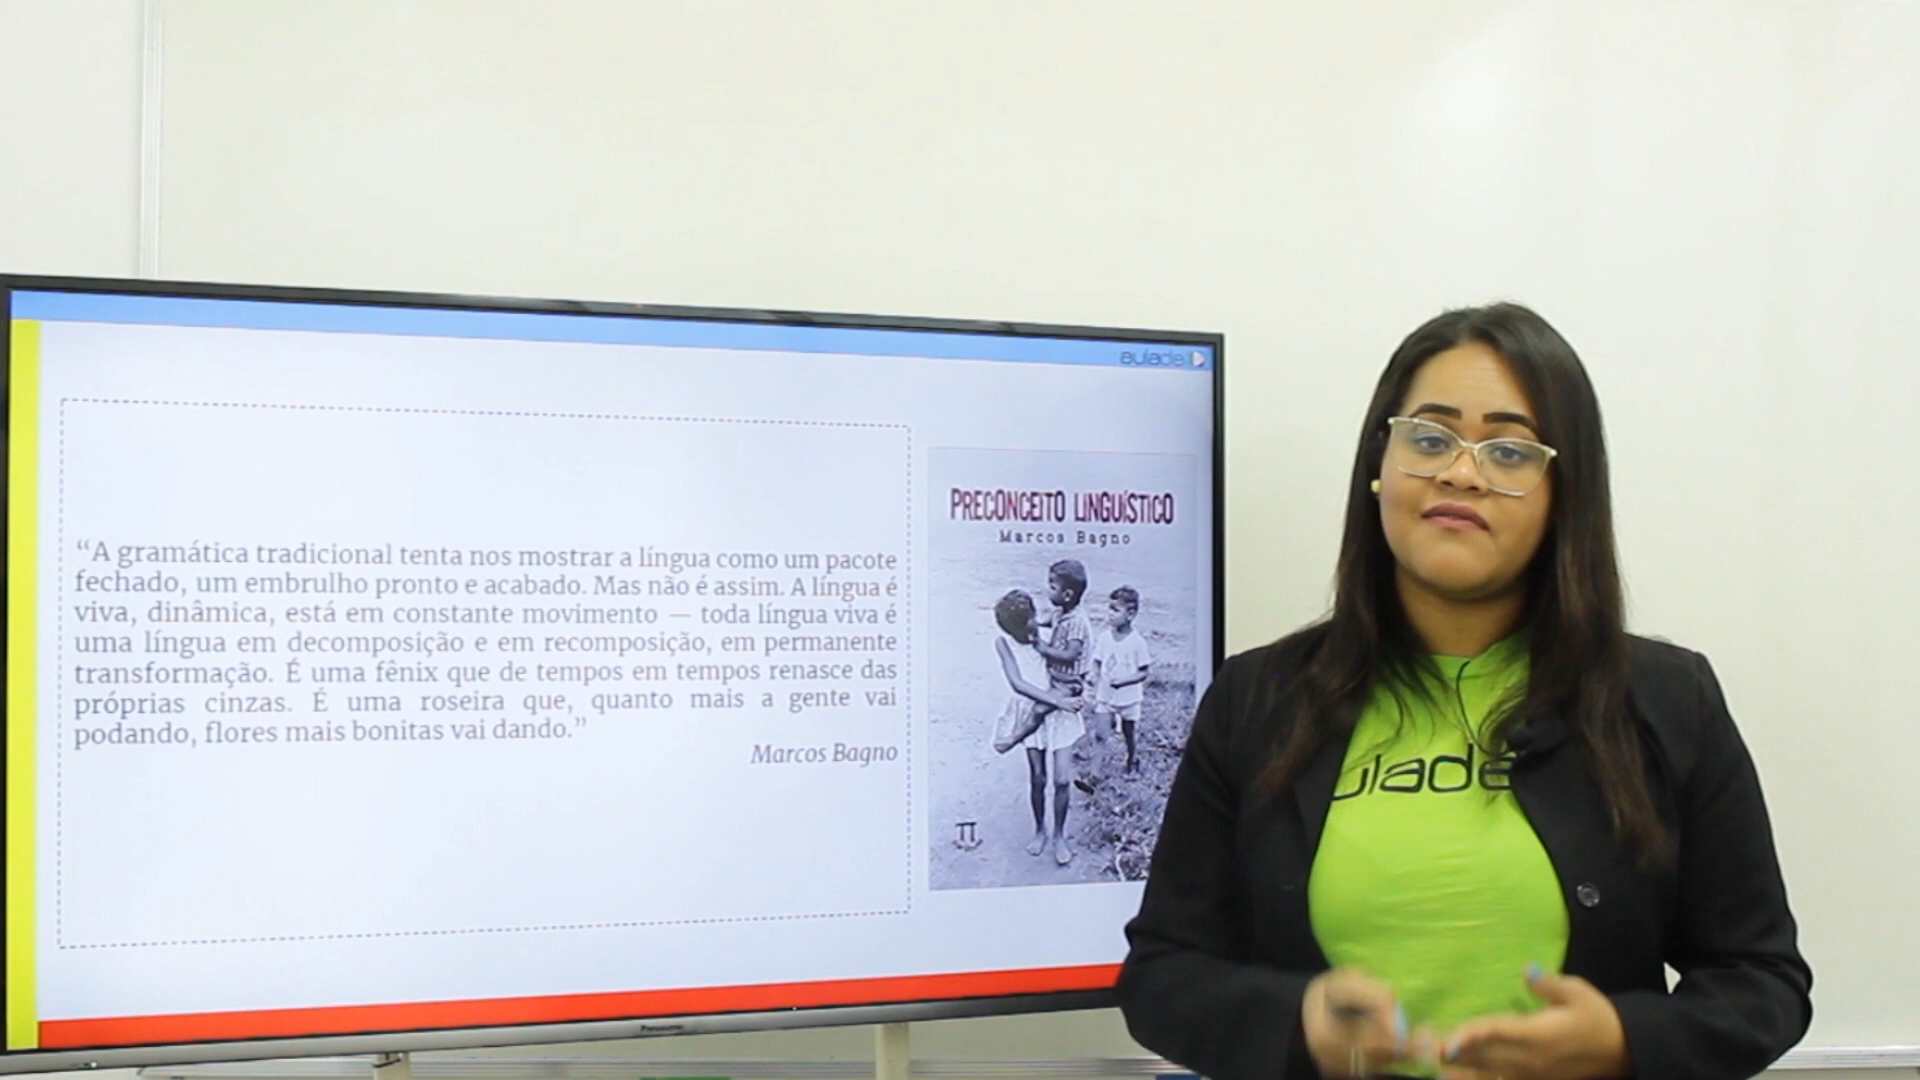 aulade
“A gramática tradicional tenta nos mostrar a língua como um pacote
fechado, um embrulho pronto e acabado. Mas não é assim. A língua é
viva, dinâmica, está em constante movimento — toda língua viva é
uma língua em decomposição e em recomposição, em permanente
transformação. É uma fênix que de tempos em tempos renasce das
próprias cinzas. É uma roseira que, quanto mais a gente vai
podando, flores mais bonitas vai dando.”
Marcos Bagno
PRECONCEITO LINGUÍSTICO
Marcos Bagno
ulade
Panasonic